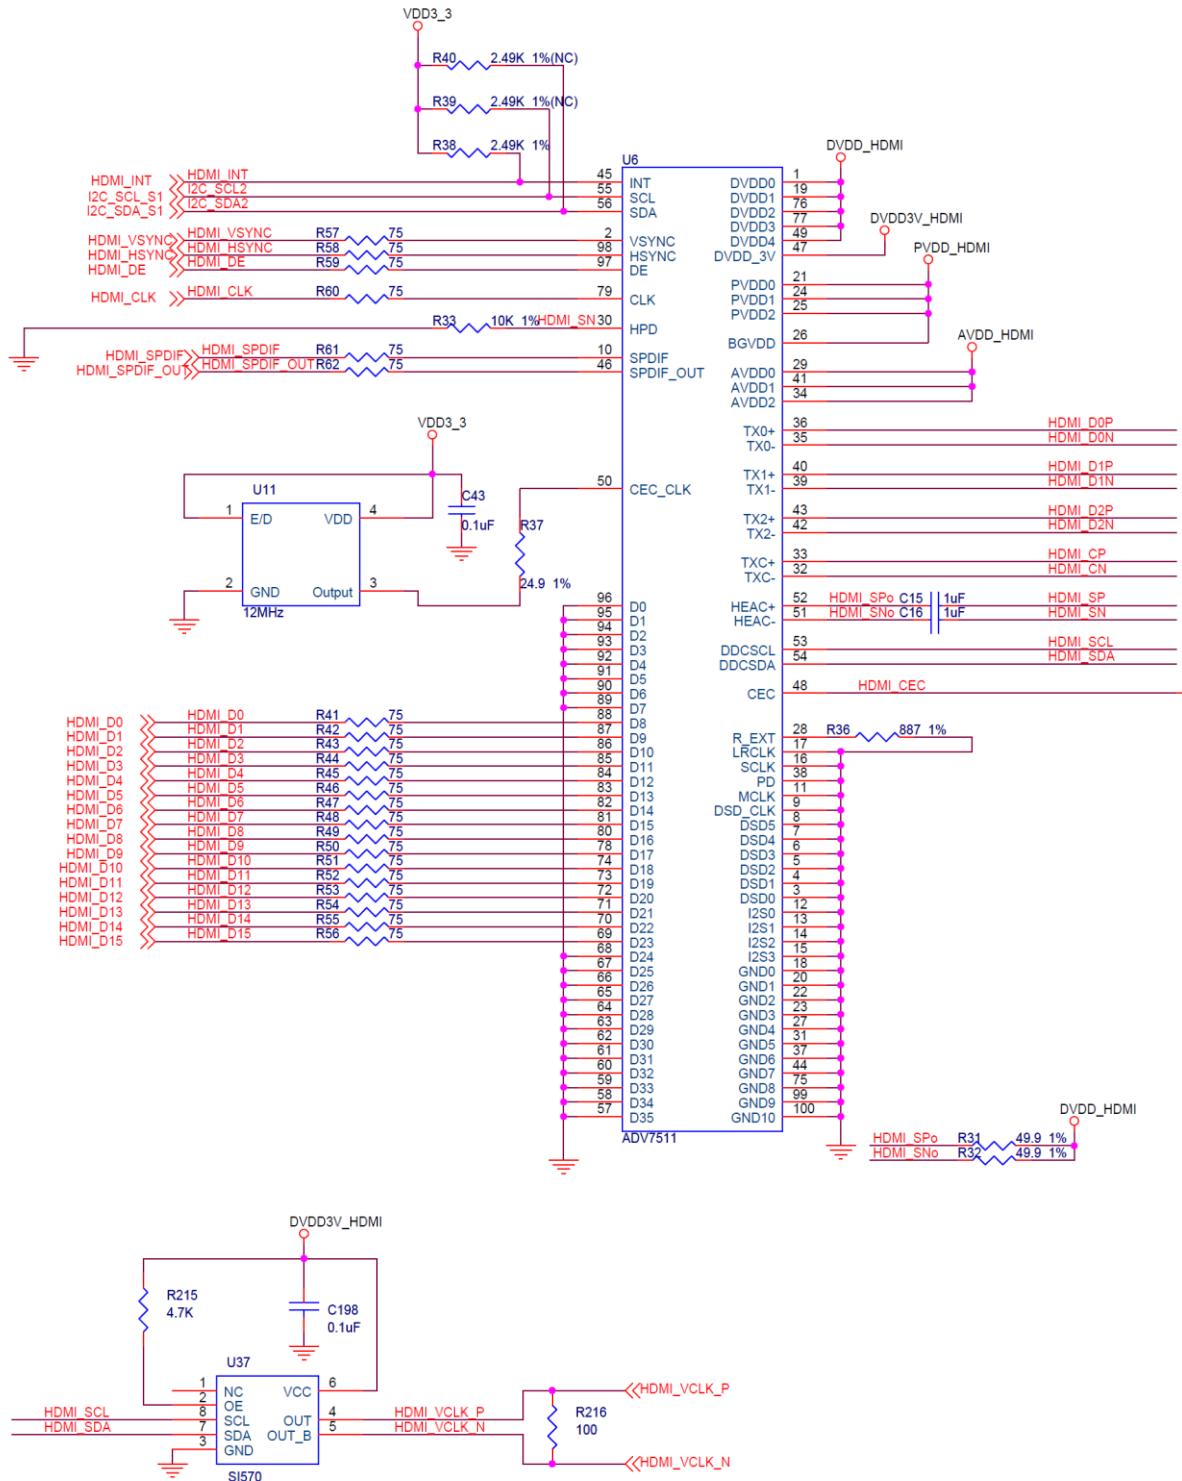 VDD3_3
R40 2.49K 1%(NC)
R39 2.49K 1%(NC)
R38 2.49K 1%
U6
HDMI_INT HDMI_INT 45 INT
I2C_SCL_S1 I2C_SCL2 55 SCL
I2C_SDA_S1 I2C_SDA2 56 SDA
HDMI_VSYNC HDMI_VSYNC R57 75 2 VSYNC
HDMI_HSYNC HDMI_HSYNC R58 75 98 HSYNC
HDMI_DE HDMI_DE R59 75 97 DE
HDMI_CLK HDMI_CLK R60 75 79 CLK
R33 10K 1% HDMI_SN 30 HPD
HDMI_SPDIF HDMI_SPDIF R61 75 10 SPDIF
HDMI_SPDIF_OUT HDMI_SPDIF_OUT R62 75 46 SPDIF_OUT
DVDD_HDMI
DVDD0 1
DVDD1 19
DVDD2 76
DVDD3 77
DVDD4 49
DVDD3V_HDMI
DVDD_3V 47
PVDD_HDMI
PVDD0 21
PVDD1 24
PVDD2 25
BGVDD 26
AVDD_HDMI
AVDD0 29
AVDD1 41
AVDD2 34
TX0+ 36 HDMI_D0P
TX0- 35 HDMI_D0N
TX1+ 40 HDMI_D1P
TX1- 39 HDMI_D1N
TX2+ 43 HDMI_D2P
TX2- 42 HDMI_D2N
TXC+ 33 HDMI_CP
TXC- 32 HDMI_CN
HEAC+ 52 HDMI_SPo C15 1uF HDMI_SP
HEAC- 51 HDMI_SNo C16 1uF HDMI_SN
DDCSCL 53 HDMI_SCL
DDCSDA 54 HDMI_SDA
CEC 48 HDMI_CEC
R_EXT 28 R36 887 1%
LRCLK 17
SCLK 16
PD 38
MCLK 11
DSD_CLK 9
DSD5 8
DSD4 7
DSD3 6
DSD2 5
DSD1 4
DSD0 3
I2S0 12
I2S1 13
I2S2 14
I2S3 15
GND0 18
GND1 20
GND2 22
GND3 23
GND4 27
GND5 31
GND6 37
GND7 44
GND8 75
GND9 99
GND10 100
VDD3_3
U11
1 E/D VDD 4
2 GND Output 3
12MHz
C43
0.1uF
R37
24.9 1%
50 CEC_CLK
96 D0
95 D1
94 D2
93 D3
92 D4
91 D5
90 D6
89 D7
HDMI_D0 HDMI_D0 R41 75 88 D8
HDMI_D1 HDMI_D1 R42 75 87 D9
HDMI_D2 HDMI_D2 R43 75 86 D10
HDMI_D3 HDMI_D3 R44 75 85 D11
HDMI_D4 HDMI_D4 R45 75 84 D12
HDMI_D5 HDMI_D5 R46 75 83 D13
HDMI_D6 HDMI_D6 R47 75 82 D14
HDMI_D7 HDMI_D7 R48 75 81 D15
HDMI_D8 HDMI_D8 R49 75 80 D16
HDMI_D9 HDMI_D9 R50 75 78 D17
HDMI_D10 HDMI_D10 R51 75 74 D18
HDMI_D11 HDMI_D11 R52 75 73 D19
HDMI_D12 HDMI_D12 R53 75 72 D20
HDMI_D13 HDMI_D13 R54 75 71 D21
HDMI_D14 HDMI_D14 R55 75 70 D22
HDMI_D15 HDMI_D15 R56 75 69 D23
68 D24
67 D25
66 D26
65 D27
64 D28
63 D29
62 D30
61 D31
60 D32
59 D33
58 D34
57 D35
ADV7511
DVDD_HDMI
HDMI_SPo R31 49.9 1%
HDMI_SNo R32 49.9 1%
DVDD3V_HDMI
R215
4.7K
C198
0.1uF
U37
1 NC VCC 6
2 OE
HDMI_SCL 8 SCL OUT 4 HDMI_VCLK_P
HDMI_SDA 7 SDA OUT_B 5 HDMI_VCLK_N
3 GND
SI570
HDMI_VCLK_P
R216
100
HDMI_VCLK_N